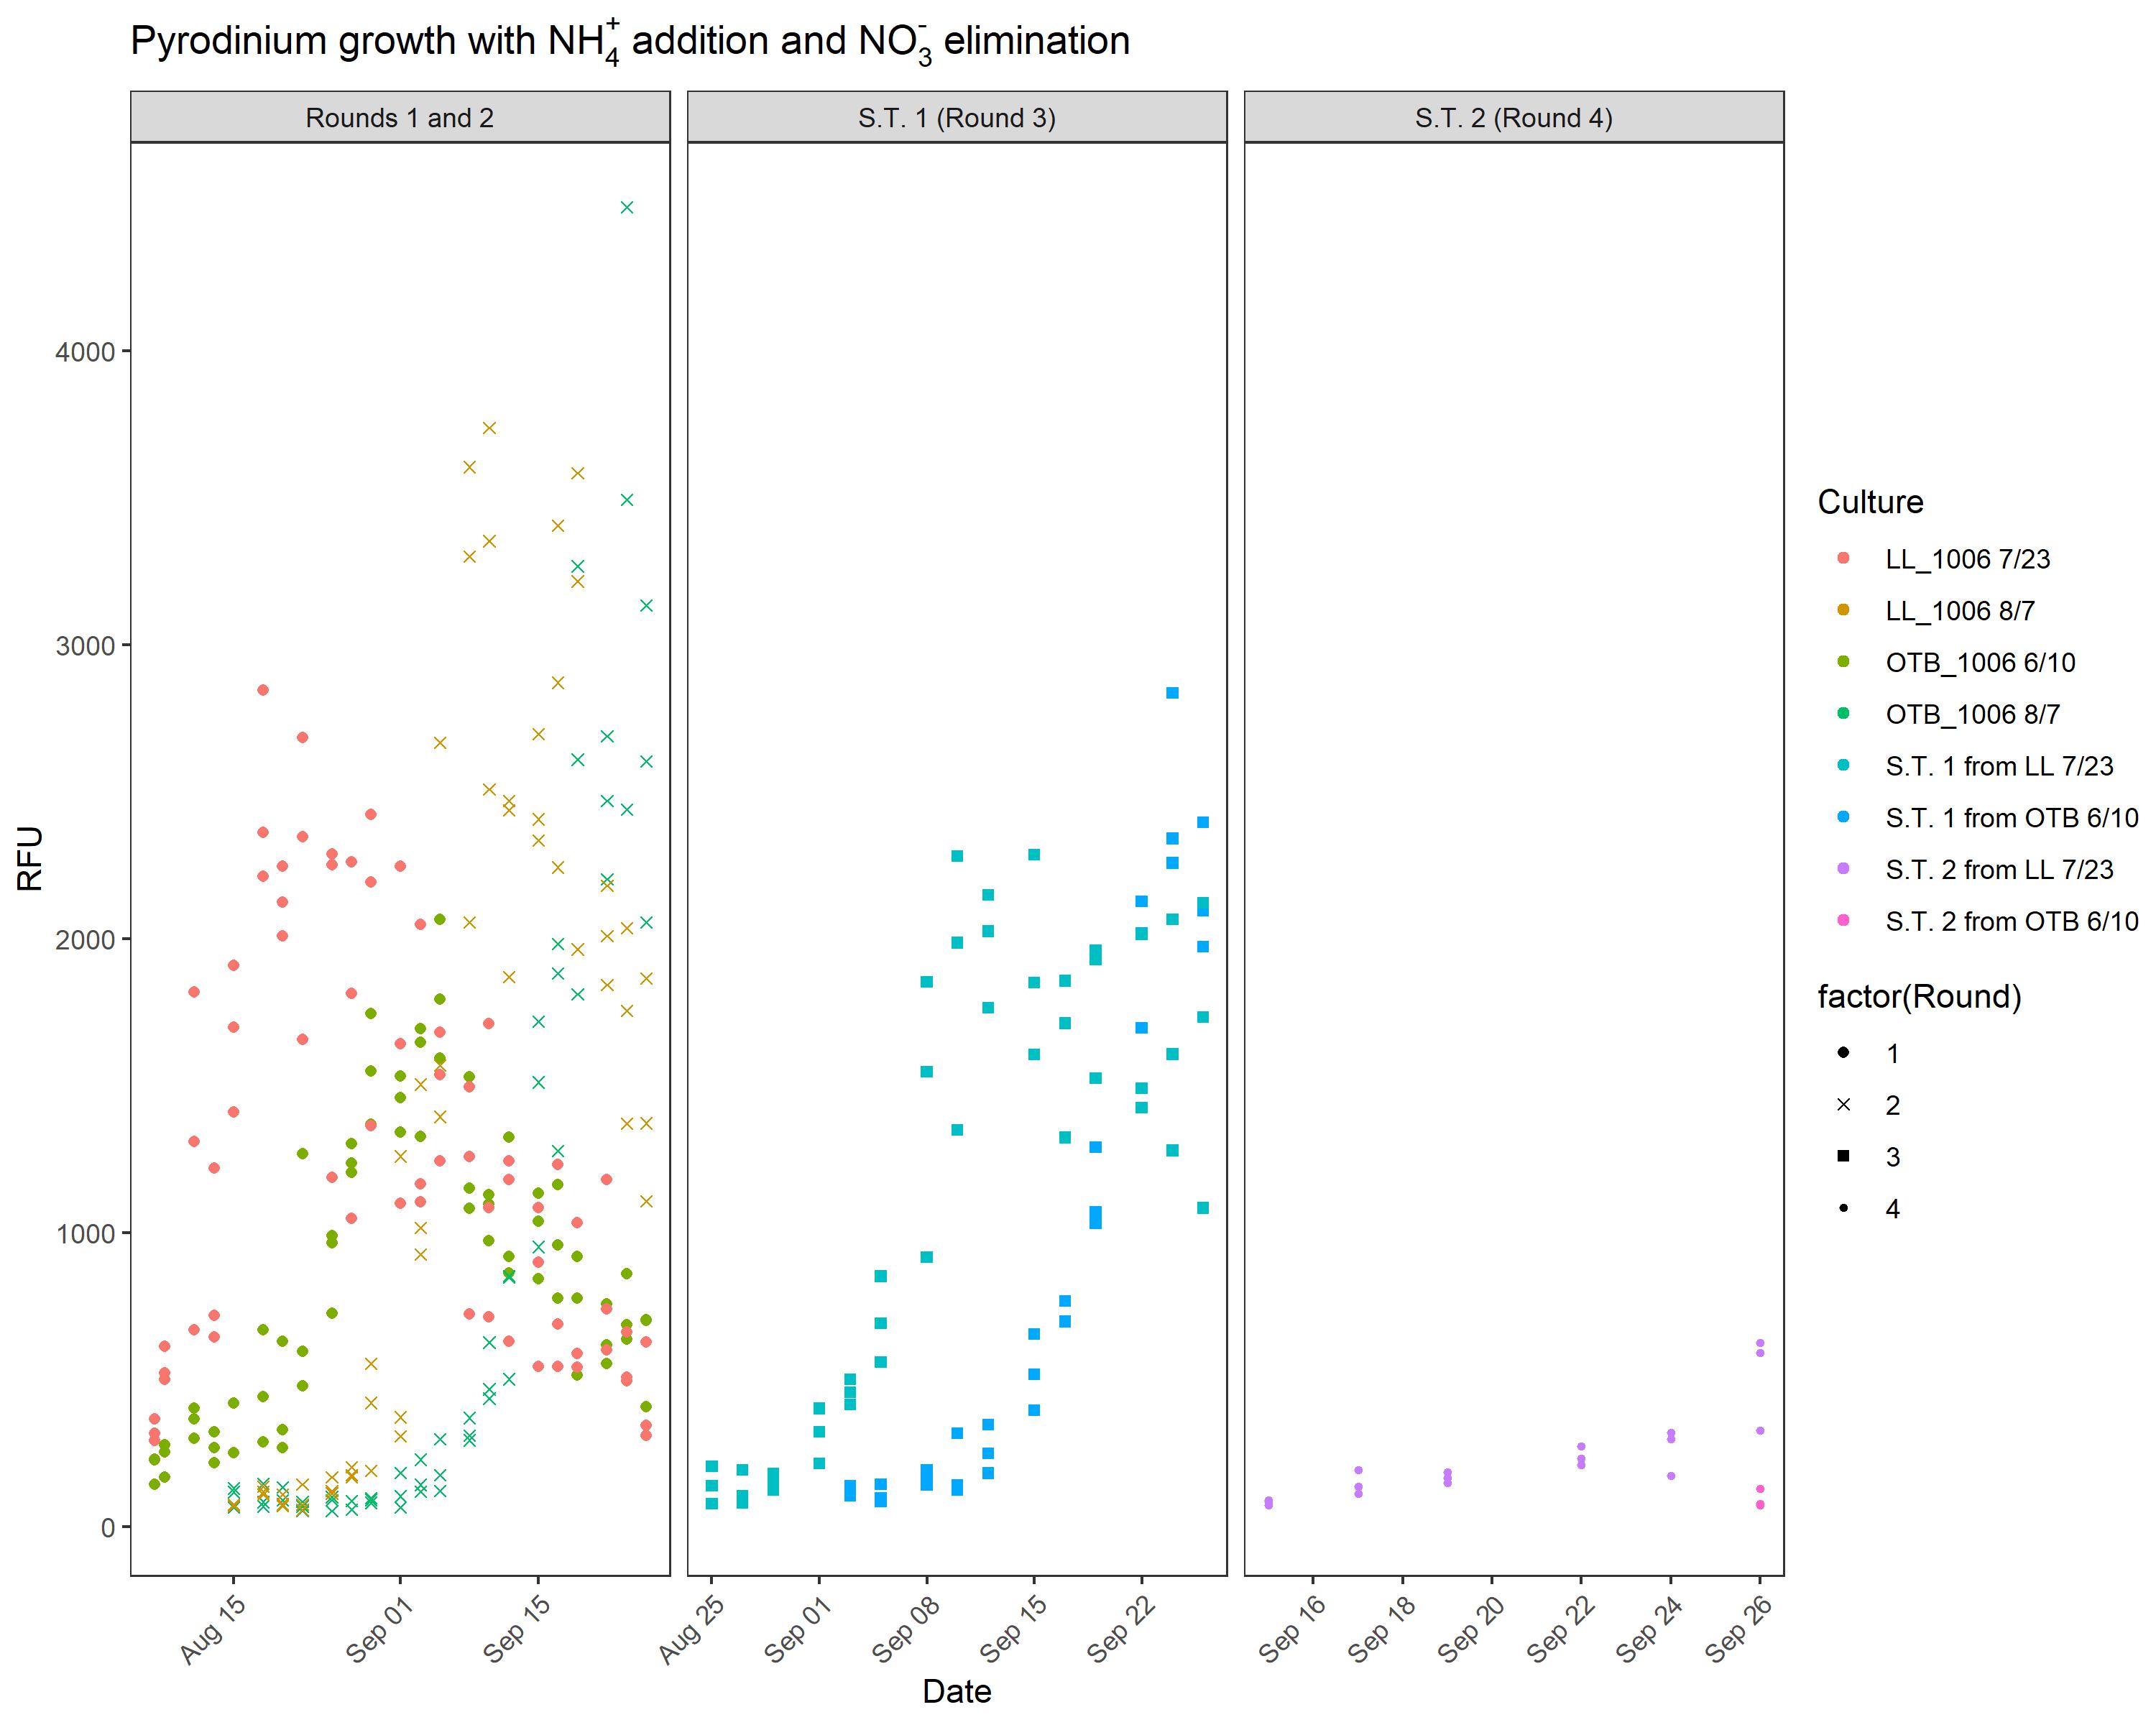 Pyrodinium growth with NH₄⁺ addition and NO₃⁻ elimination
Rounds 1 and 2
S.T. 1 (Round 3)
S.T. 2 (Round 4)
RFU
4000
3000
2000
1000
0
Aug 15
Sep 01
Sep 15
Aug 25
Sep 01
Sep 08
Sep 15
Sep 22
Sep 16
Sep 18
Sep 20
Sep 22
Sep 24
Sep 26
Date
Culture
LL_1006 7/23
LL_1006 8/7
OTB_1006 6/10
OTB_1006 8/7
S.T. 1 from LL 7/23
S.T. 1 from OTB 6/10
S.T. 2 from LL 7/23
S.T. 2 from OTB 6/10
factor(Round)
1
2
3
4